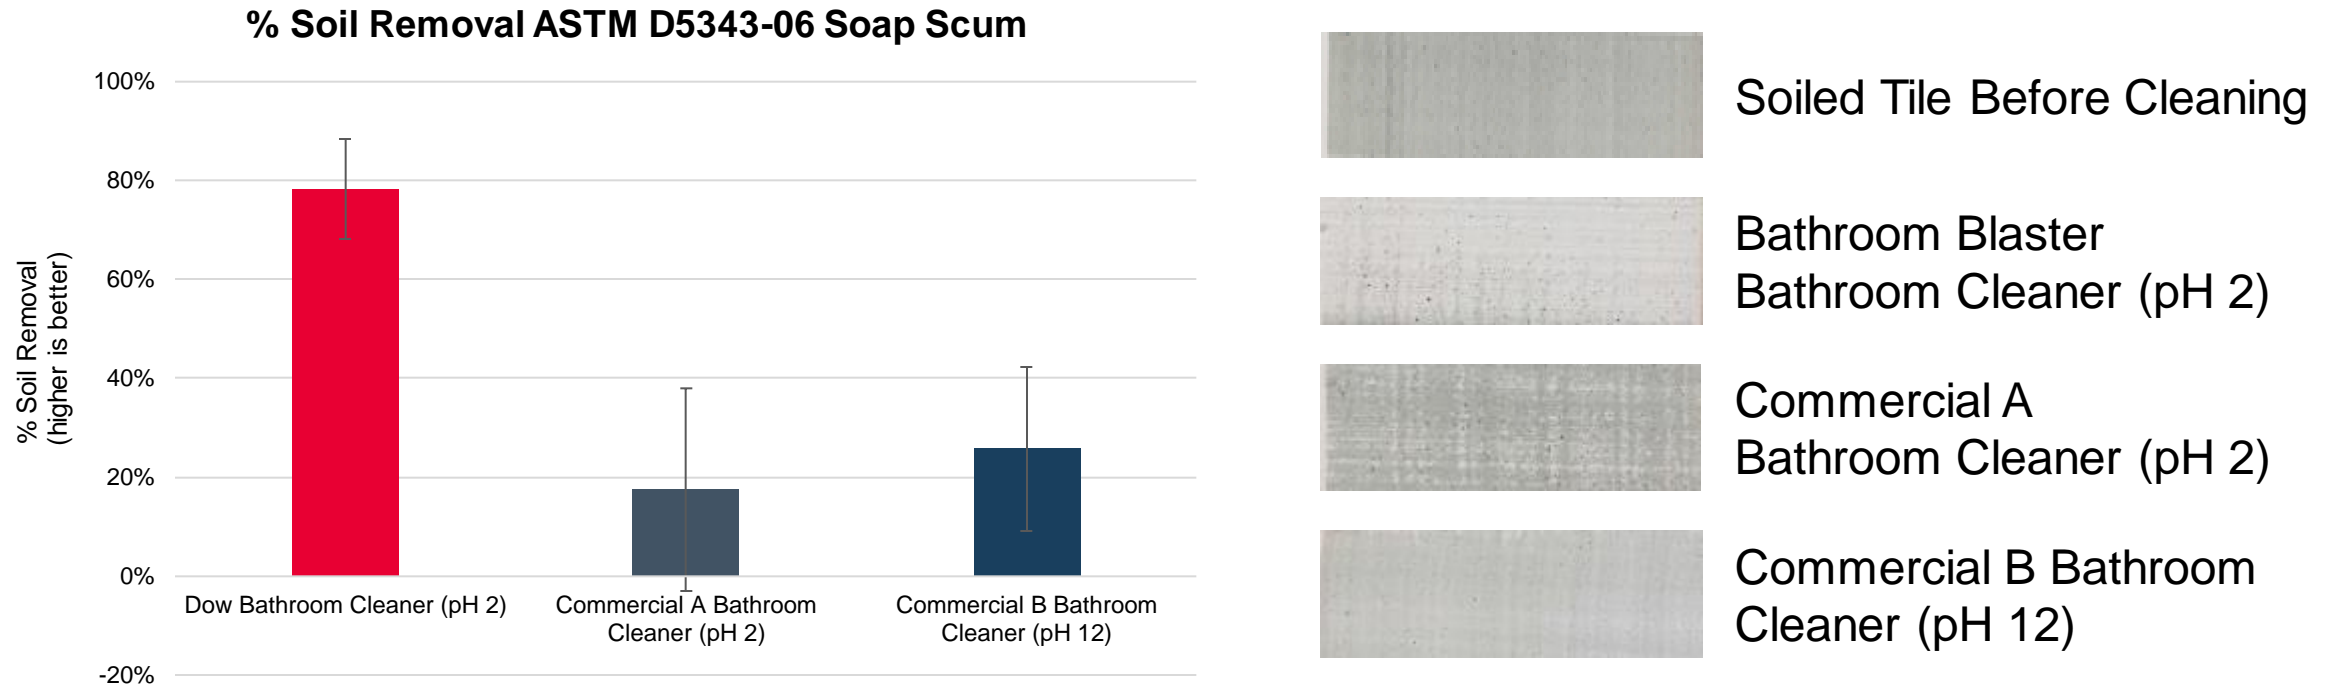 % Soil Removal ASTM D5343-06 Soap Scum
% Soil Removal
(higher is better)
100%
80%
60%
40%
20%
0%
-20%
Dow Bathroom Cleaner (pH 2)
Commercial A Bathroom
Cleaner (pH 2)
Commercial B Bathroom
Cleaner (pH 12)
Soiled Tile Before Cleaning
Bathroom Blaster
Bathroom Cleaner (pH 2)
Commercial A
Bathroom Cleaner (pH 2)
Commercial B Bathroom
Cleaner (pH 12)